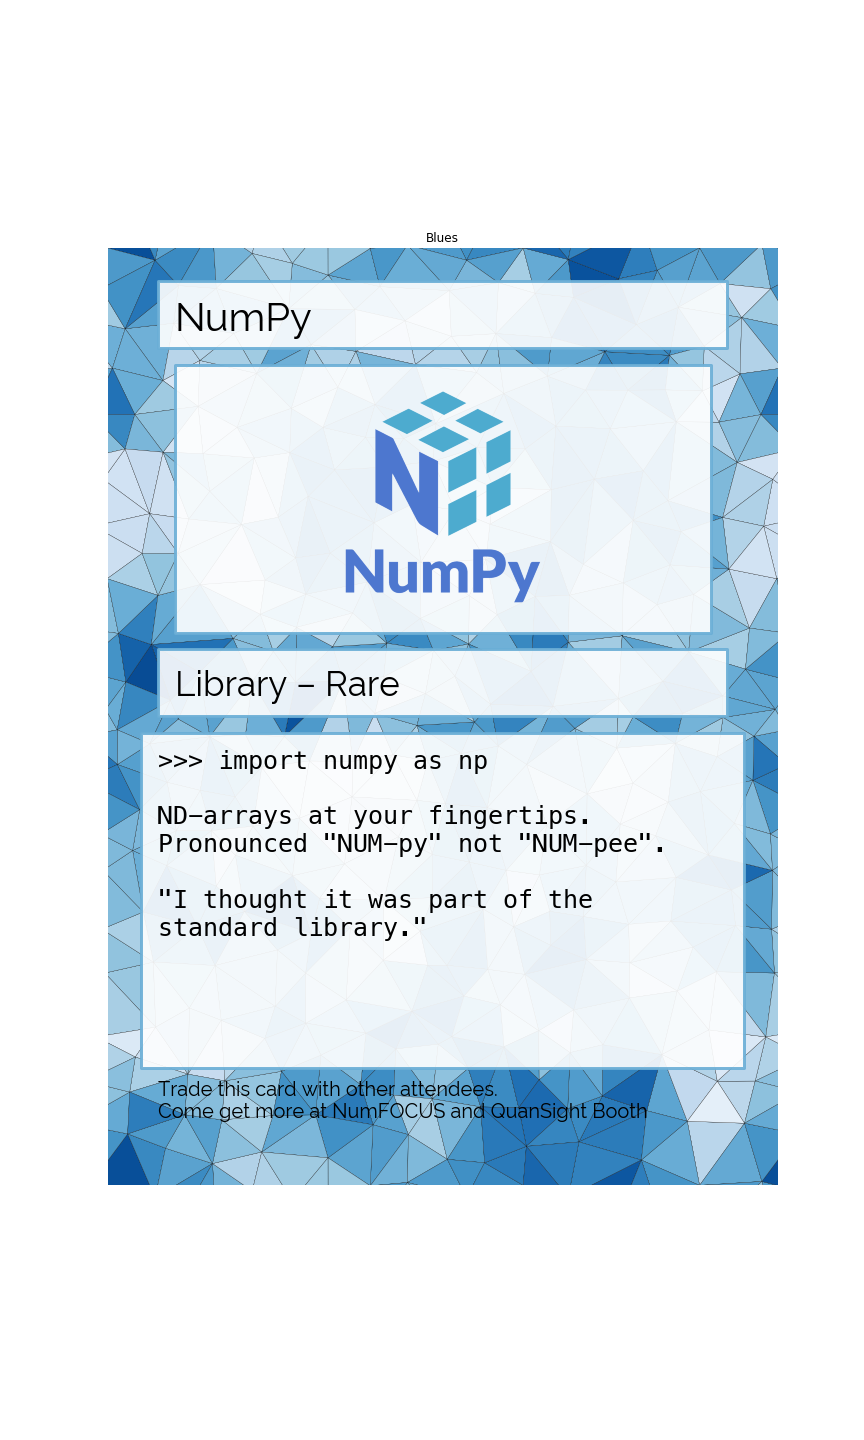 Blues
NumPy
NumPy
Library – Rare
>>> import numpy as np
ND-arrays at your fingertips.
Pronounced "NUM-py" not "NUM-pee".
"I thought it was part of the
standard library."
Trade this card with other attendees.
Come get more at NumFOCUS and QuanSight Booth